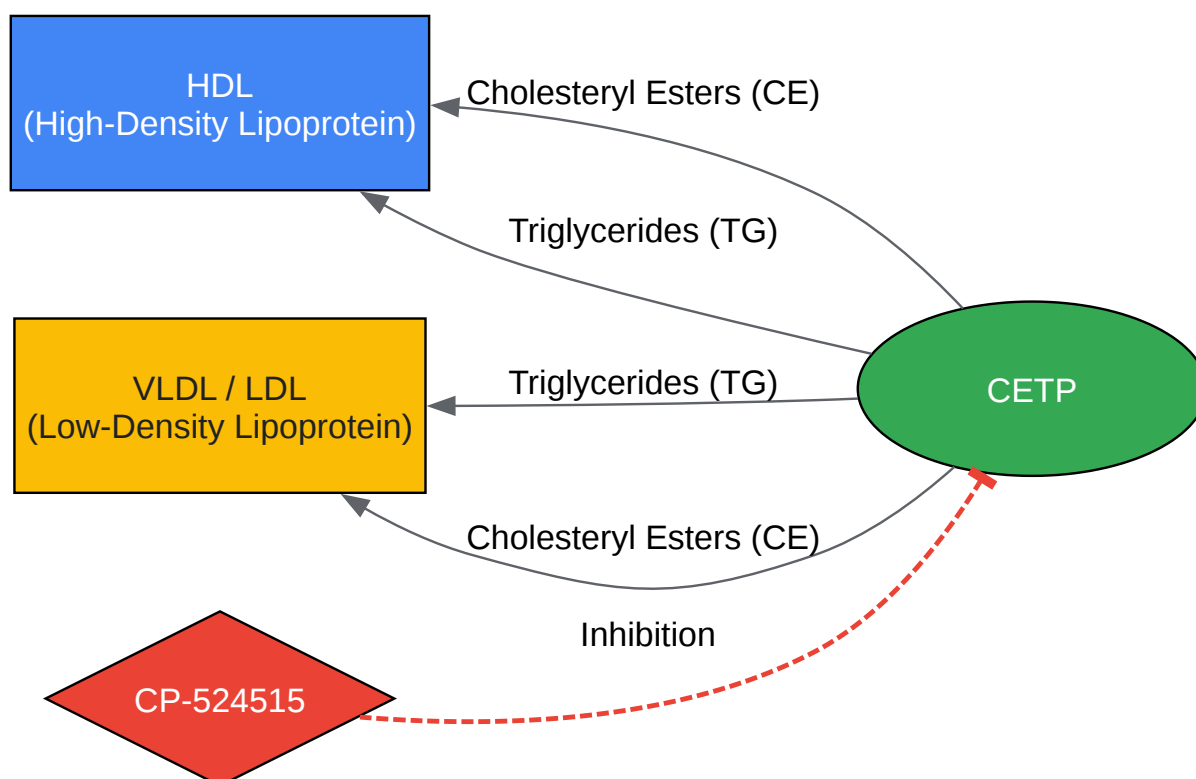 HDL
(High-Density Lipoprotein)
Cholesteryl Esters (CE)
Triglycerides (TG)
VLDL / LDL
(Low-Density Lipoprotein)
Triglycerides (TG)
CETP
Cholesteryl Esters (CE)
Inhibition
CP-524515